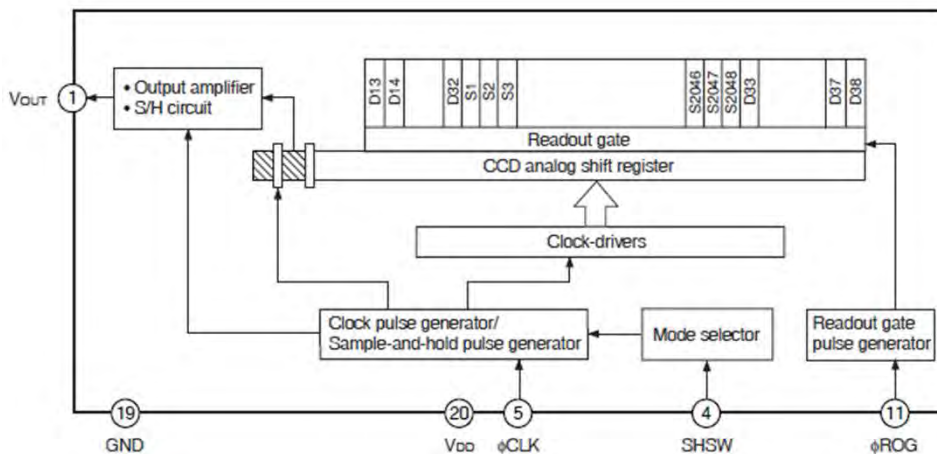 D13 D14 D32 S1 S2 S3 S2046 S2047 S2048 D33 D37 D38
• Output amplifier
• S/H circuit
VOUT 1
Readout gate
CCD analog shift register
Clock-drivers
Clock pulse generator/
Sample-and-hold pulse generator
Mode selector
Readout gate
pulse generator
19 20 5 4 11
GND VDD ϕCLK SHSW ϕROG